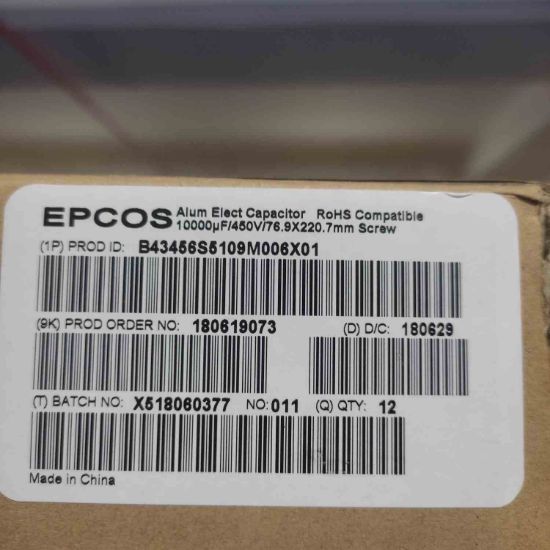 EPCOS Alum Elect Capacitor RoHS Compatible
10000µF/450V/76.9X220.7mm Screw
(1P) PROD ID: B43456S5109M006X01
(9K) PROD ORDER NO: 180619073 (D) D/C: 180629
(T) BATCH NO: X518060377 NO: 011 (Q) QTY: 12
Made in China